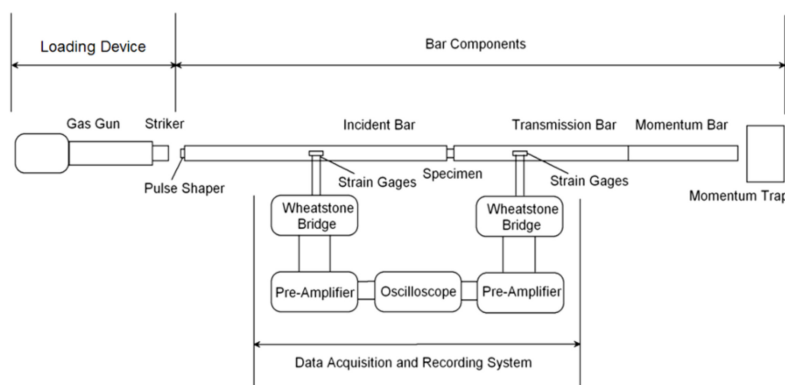 Loading Device
Bar Components
Gas Gun
Striker
Incident Bar
Transmission Bar
Momentum Bar
Pulse Shaper
Strain Gages
Specimen
Strain Gages
Momentum Trap
Wheatstone
Bridge
Wheatstone
Bridge
Pre-Amplifier
Oscilloscope
Pre-Amplifier
Data Acquisition and Recording System